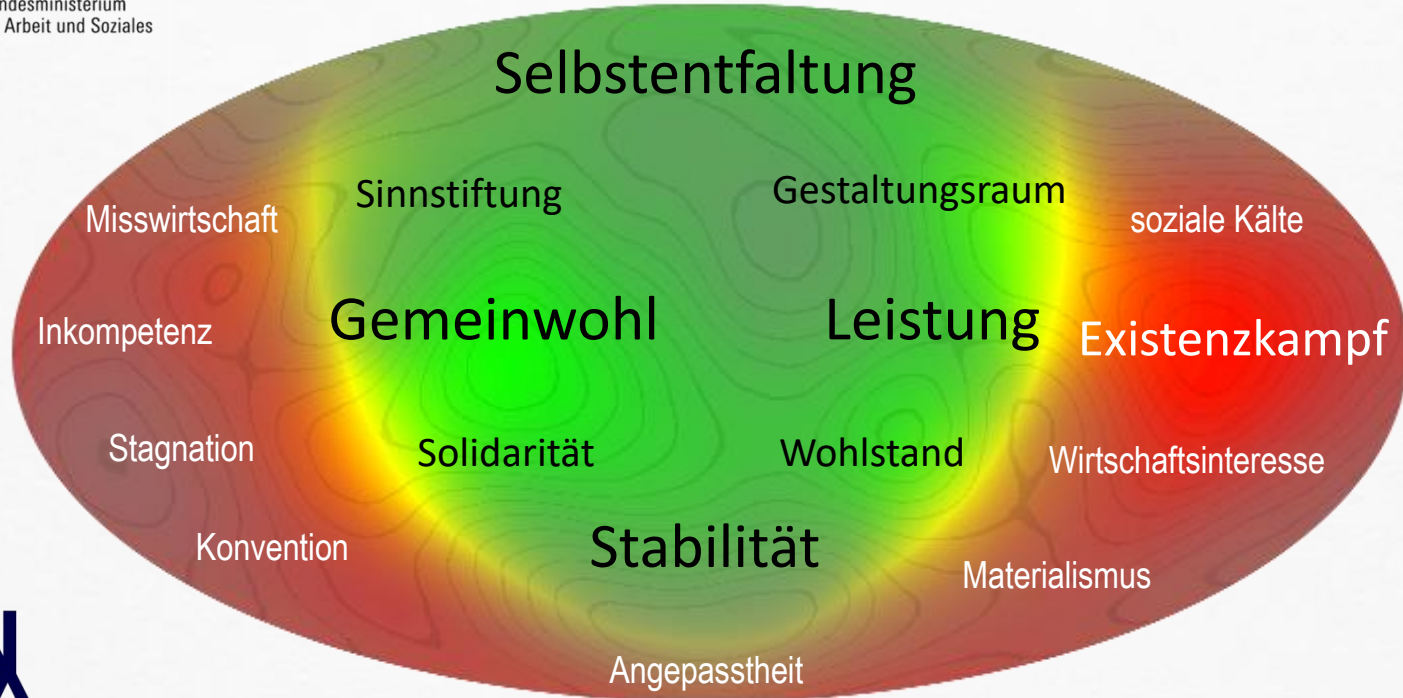 ndesministerium
Arbeit und Soziales
Selbstentfaltung
Sinnstiftung
Gestaltungsraum
Misswirtschaft
soziale Kälte
Gemeinwohl
Leistung
Existenzkampf
Inkompetenz
Stagnation
Solidarität
Wohlstand
Wirtschaftsinteresse
Konvention
Stabilität
Materialismus
Angepasstheit